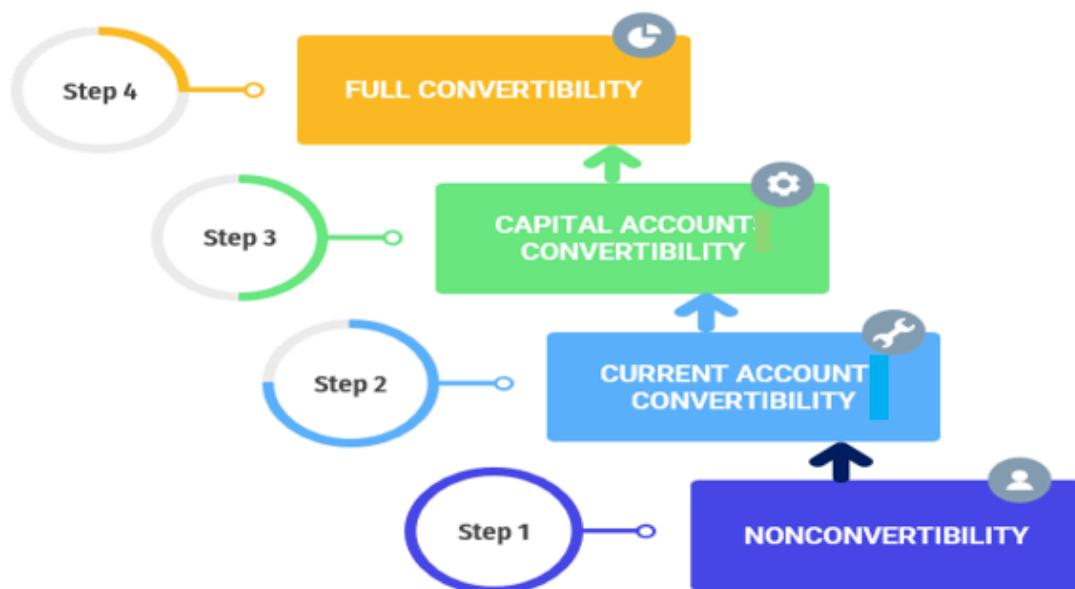 Step 4
FULL CONVERTIBILITY
Step 3
CAPITAL ACCOUNT
CONVERTIBILITY
Step 2
CURRENT ACCOUNT
CONVERTIBILITY
Step 1
NONCONVERTIBILITY